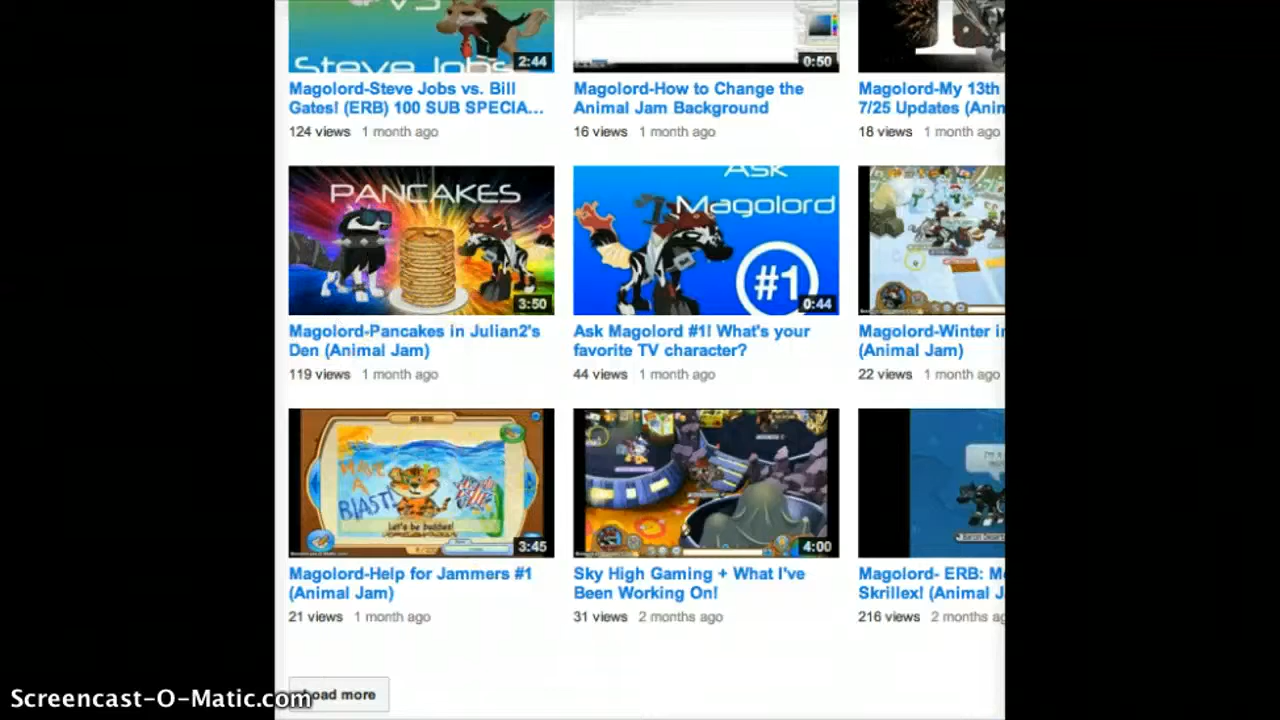 VS
Steve Jobs
2:44
0:50
Magolord-Steve Jobs vs. Bill
Gates! (ERB) 100 SUB SPECIA...
124 views 1 month ago
Magolord-How to Change the
Animal Jam Background
16 views 1 month ago
Magolord-My 13th
7/25 Updates (Anin
18 views 1 month ago
PANCAKES
3:50
Ask
Magolord
#1
0:44
Magolord-Pancakes in Julian2's
Den (Animal Jam)
119 views 1 month ago
Ask Magolord #1! What's your
favorite TV character?
44 views 1 month ago
Magolord-Winter in
(Animal Jam)
22 views 1 month ago
HAVE
A
BLAST!
Let's be buddies!
3:45
4:00
I'm a
Magolord-Help for Jammers #1
(Animal Jam)
21 views 1 month ago
Sky High Gaming + What I've
Been Working On!
31 views 2 months ago
Magolord- ERB: Mo
Skrillex! (Animal J
216 views 2 months ag
Load more
Screencast-O-Matic.com